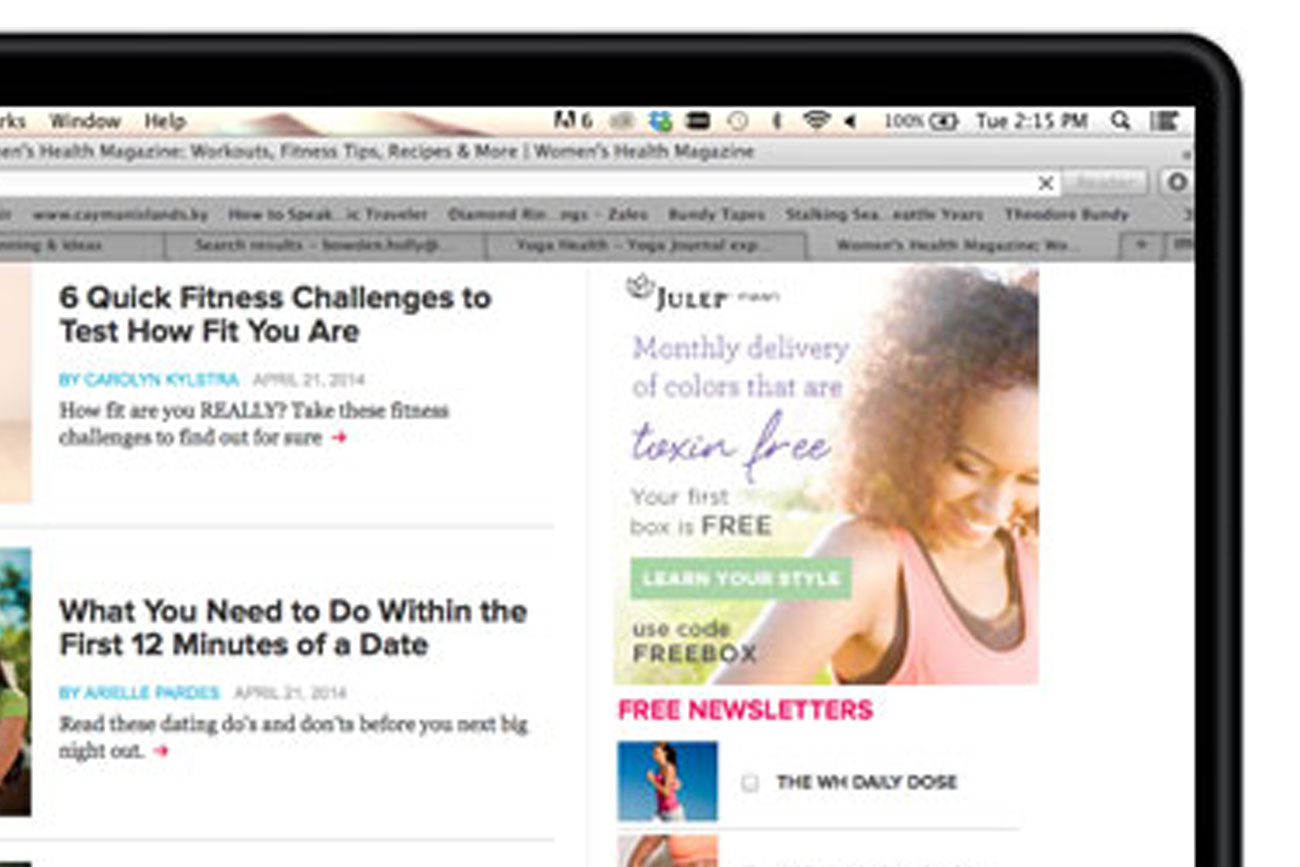 rks Window Help 6 100% Tue 2:15 PM
en's Health Magazine: Workouts, Fitness Tips, Recipes & More | Women's Health Magazine
Reader
www.caymanislands.ky How to Speak...ic Traveler Diamond Rin...ngs - Zales Bundy Tapes Stalking Sea...eattle Years Theodore Bundy
nning & Ideas Search results - bowden.holly@... Yoga Health - Yoga Journal exp... Women's Health Magazine: Wo...
6 Quick Fitness Challenges to
Test How Fit You Are
BY CAROLYN KYLSTRA APRIL 21, 2014
How fit are you REALLY? Take these fitness
challenges to find out for sure ➔
What You Need to Do Within the
First 12 Minutes of a Date
BY ARIELLE PARDES APRIL 21, 2014
Read these dating do's and don'ts before you next big
night out. ➔
JULEP
Monthly delivery
of colors that are
toxin free
Your first
box is FREE
LEARN YOUR STYLE
use code
FREEBOX
FREE NEWSLETTERS
THE WH DAILY DOSE